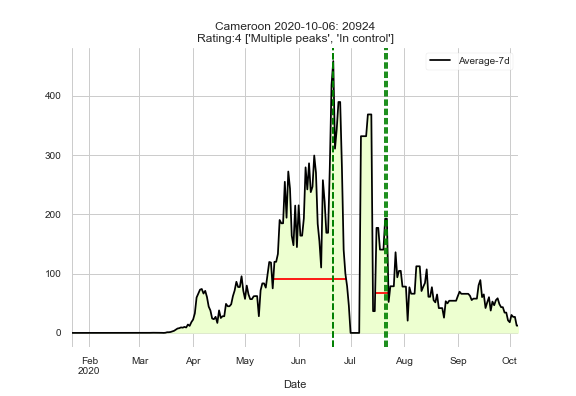 Cameroon 2020-10-06: 20924
Rating:4 ['Multiple peaks', 'In control']
Average-7d
400
300
200
100
0
Feb Mar Apr May Jun Jul Aug Sep Oct
2020
Date